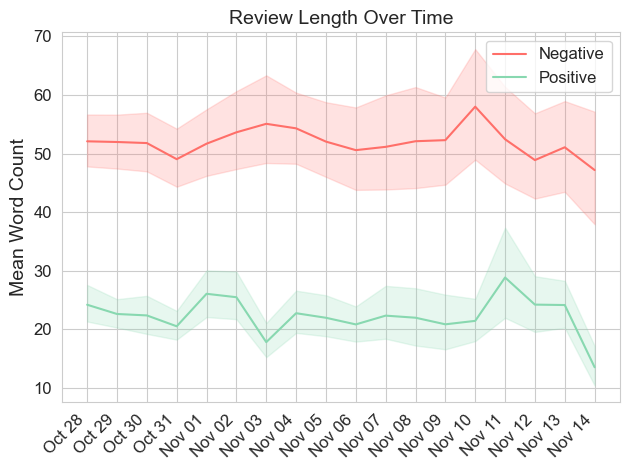 Review Length Over Time
Mean Word Count
70
60
50
40
30
20
10
Negative
Positive
Oct 28
Oct 29
Oct 30
Oct 31
Nov 01
Nov 02
Nov 03
Nov 04
Nov 05
Nov 06
Nov 07
Nov 08
Nov 09
Nov 10
Nov 11
Nov 12
Nov 13
Nov 14